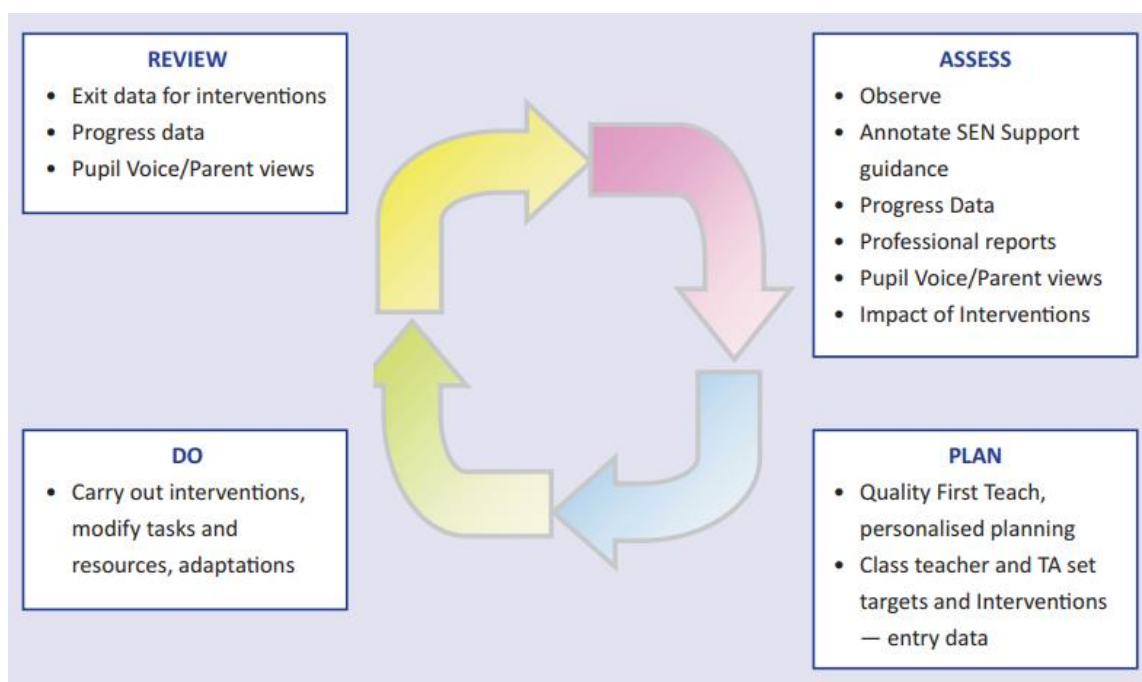 REVIEW
• Exit data for interventions
• Progress data
• Pupil Voice/Parent views
ASSESS
• Observe
• Annotate SEN Support
guidance
• Progress Data
• Professional reports
• Pupil Voice/Parent views
• Impact of Interventions
DO
• Carry out interventions,
modify tasks and
resources, adaptations
PLAN
• Quality First Teach,
personalised planning
• Class teacher and TA set
targets and Interventions
— entry data